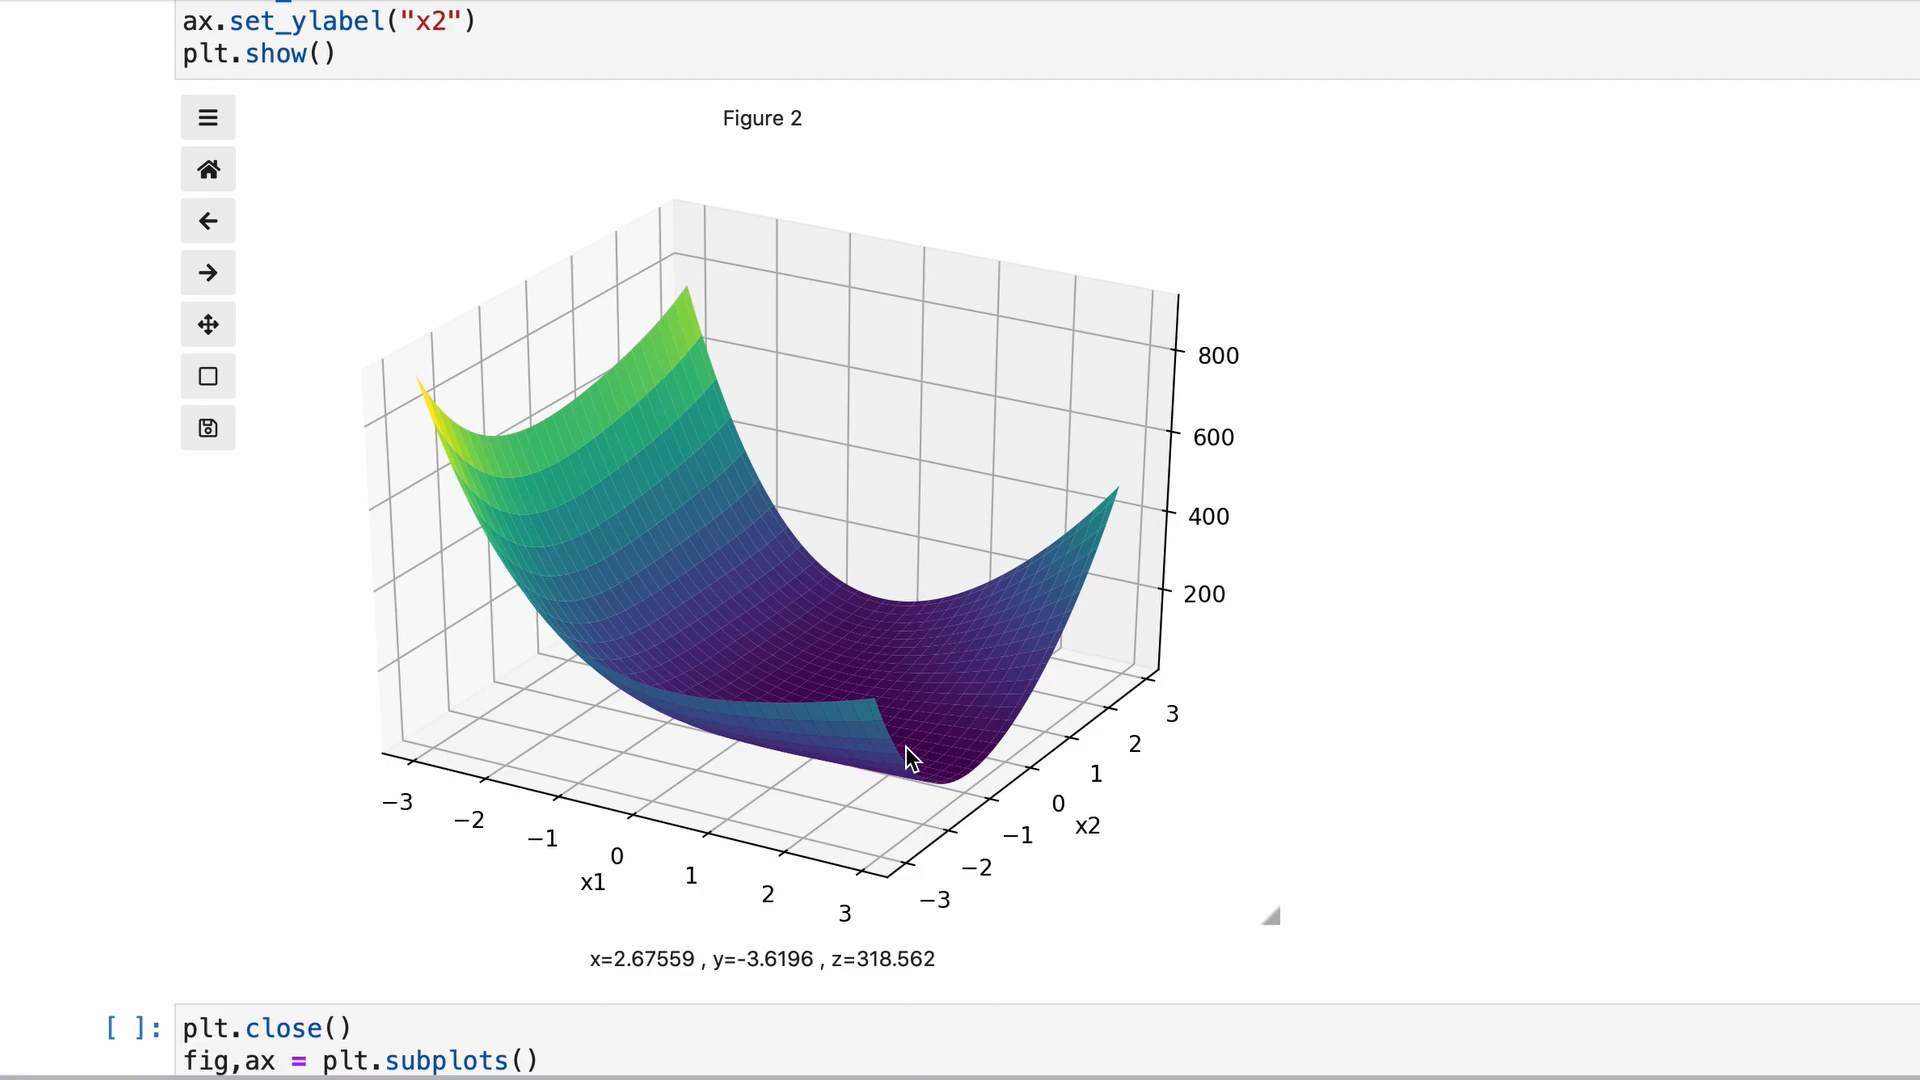 ax.set_ylabel("x2")
plt.show()
Figure 2
800
600
400
200
3
2
1
0
−1
−2
−3
x2
−3
−2
−1
0
1
2
3
x1
x=2.67559 , y=-3.6196 , z=318.562
[ ]: plt.close()
fig,ax = plt.subplots()